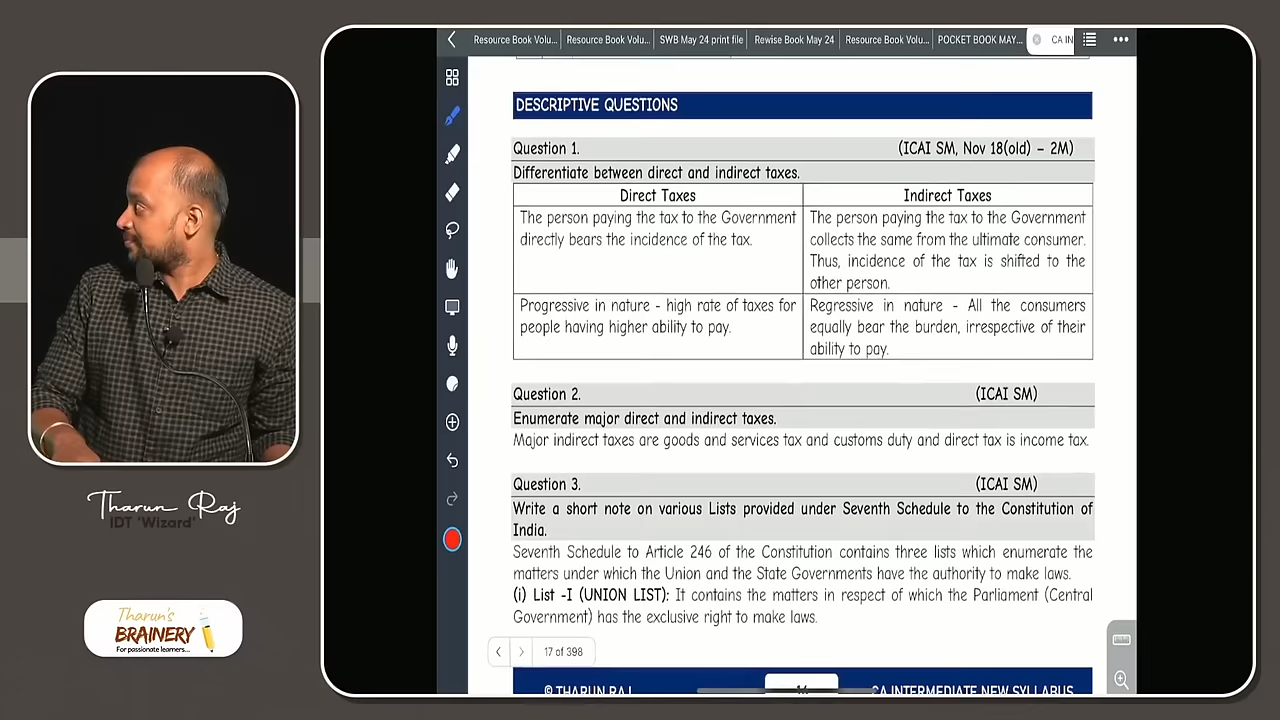 Resource Book Volu...
Resource Book Volu...
SWB May 24 print file
Rewise Book May 24
Resource Book Volu...
POCKET BOOK MAY...
CA IN
DESCRIPTIVE QUESTIONS
Question 1. (ICAI SM, Nov 18(old) – 2M)
Differentiate between direct and indirect taxes.
Direct Taxes
The person paying the tax to the Government
directly bears the incidence of the tax.
Indirect Taxes
The person paying the tax to the Government
collects the same from the ultimate consumer.
Thus, incidence of the tax is shifted to the
other person.
Progressive in nature - high rate of taxes for
people having higher ability to pay.
Regressive in nature - All the consumers
equally bear the burden, irrespective of their
ability to pay.
Question 2. (ICAI SM)
Enumerate major direct and indirect taxes.
Major indirect taxes are goods and services tax and customs duty and direct tax is income tax.
Question 3. (ICAI SM)
Write a short note on various Lists provided under Seventh Schedule to the Constitution of
India.
Seventh Schedule to Article 246 of the Constitution contains three lists which enumerate the
matters under which the Union and the State Governments have the authority to make laws.
(i) List -I (UNION LIST): It contains the matters in respect of which the Parliament (Central
Government) has the exclusive right to make laws.
17 of 398
© THARUN RAJ
CA INTERMEDIATE NEW SYLLABUS
Tharun Raj
IDT 'Wizard'
Tharun's
BRAINERY
For passionate learners...